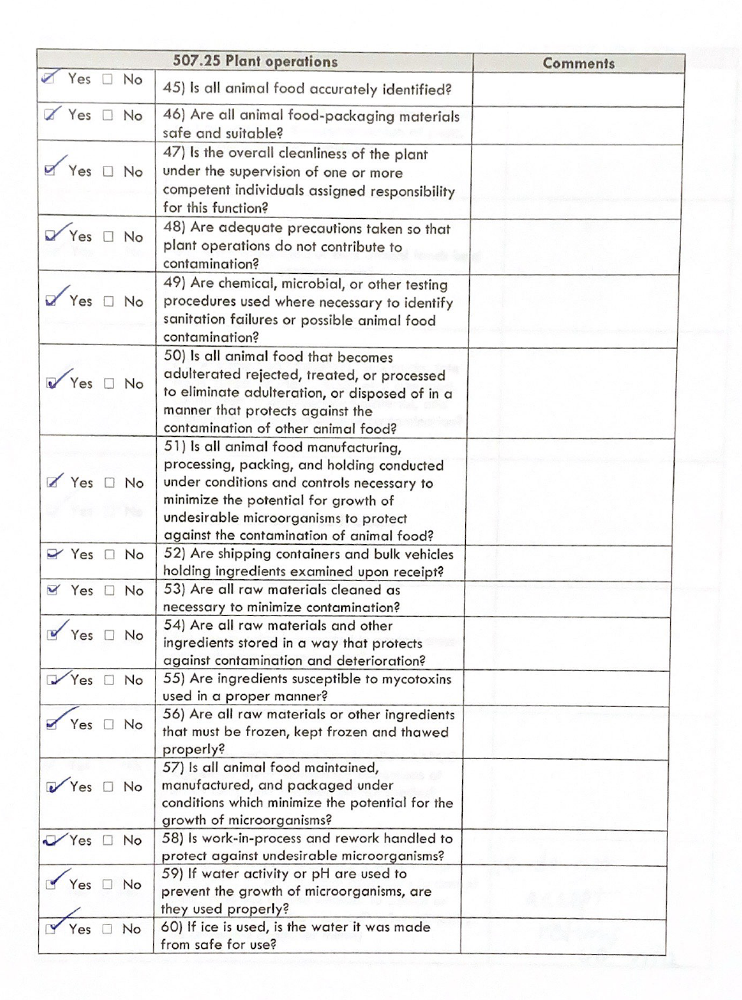 507.25 Plant operations Comments
☑ Yes ☐ No 45) Is all animal food accurately identified?
☑ Yes ☐ No 46) Are all animal food-packaging materials
safe and suitable?
47) Is the overall cleanliness of the plant
☑ Yes ☐ No under the supervision of one or more
competent individuals assigned responsibility
for this function?
☑ Yes ☐ No 48) Are adequate precautions taken so that
plant operations do not contribute to
contamination?
49) Are chemical, microbial, or other testing
☑ Yes ☐ No procedures used where necessary to identify
sanitation failures or possible animal food
contamination?
50) Is all animal food that becomes
☑ Yes ☐ No adulterated rejected, treated, or processed
to eliminate adulteration, or disposed of in a
manner that protects against the
contamination of other animal food?
51) Is all animal food manufacturing,
processing, packing, and holding conducted
☑ Yes ☐ No under conditions and controls necessary to
minimize the potential for growth of
undesirable microorganisms to protect
against the contamination of animal food?
☑ Yes ☐ No 52) Are shipping containers and bulk vehicles
holding ingredients examined upon receipt?
☑ Yes ☐ No 53) Are all raw materials cleaned as
necessary to minimize contamination?
54) Are all raw materials and other
☑ Yes ☐ No ingredients stored in a way that protects
against contamination and deterioration?
☑ Yes ☐ No 55) Are ingredients susceptible to mycotoxins
used in a proper manner?
56) Are all raw materials or other ingredients
☑ Yes ☐ No that must be frozen, kept frozen and thawed
properly?
57) Is all animal food maintained,
☑ Yes ☐ No manufactured, and packaged under
conditions which minimize the potential for the
growth of microorganisms?
☑ Yes ☐ No 58) Is work-in-process and rework handled to
protect against undesirable microorganisms?
59) If water activity or pH are used to
☑ Yes ☐ No prevent the growth of microorganisms, are
they used properly?
☑ Yes ☐ No 60) If ice is used, is the water it was made
from safe for use?